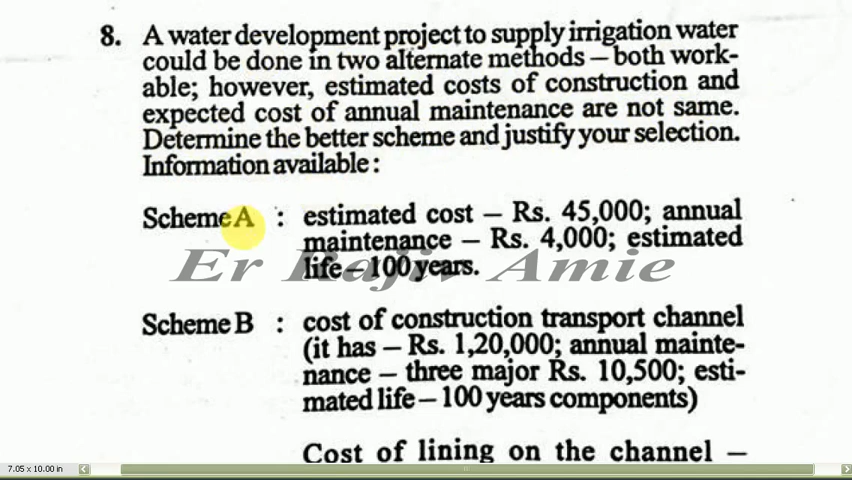 8. A water development project to supply irrigation water
could be done in two alternate methods – both work-
able; however, estimated costs of construction and
expected cost of annual maintenance are not same.
Determine the better scheme and justify your selection.
Information available :
Scheme A : estimated cost – Rs. 45,000; annual
maintenance – Rs. 4,000; estimated
life – 100 years.
Er Rajiv Amie
Scheme B : cost of construction transport channel
(it has – Rs. 1,20,000; annual mainte-
nance – three major Rs. 10,500; esti-
mated life – 100 years components)
Cost of lining on the channel –
7.05 x 10.00 in